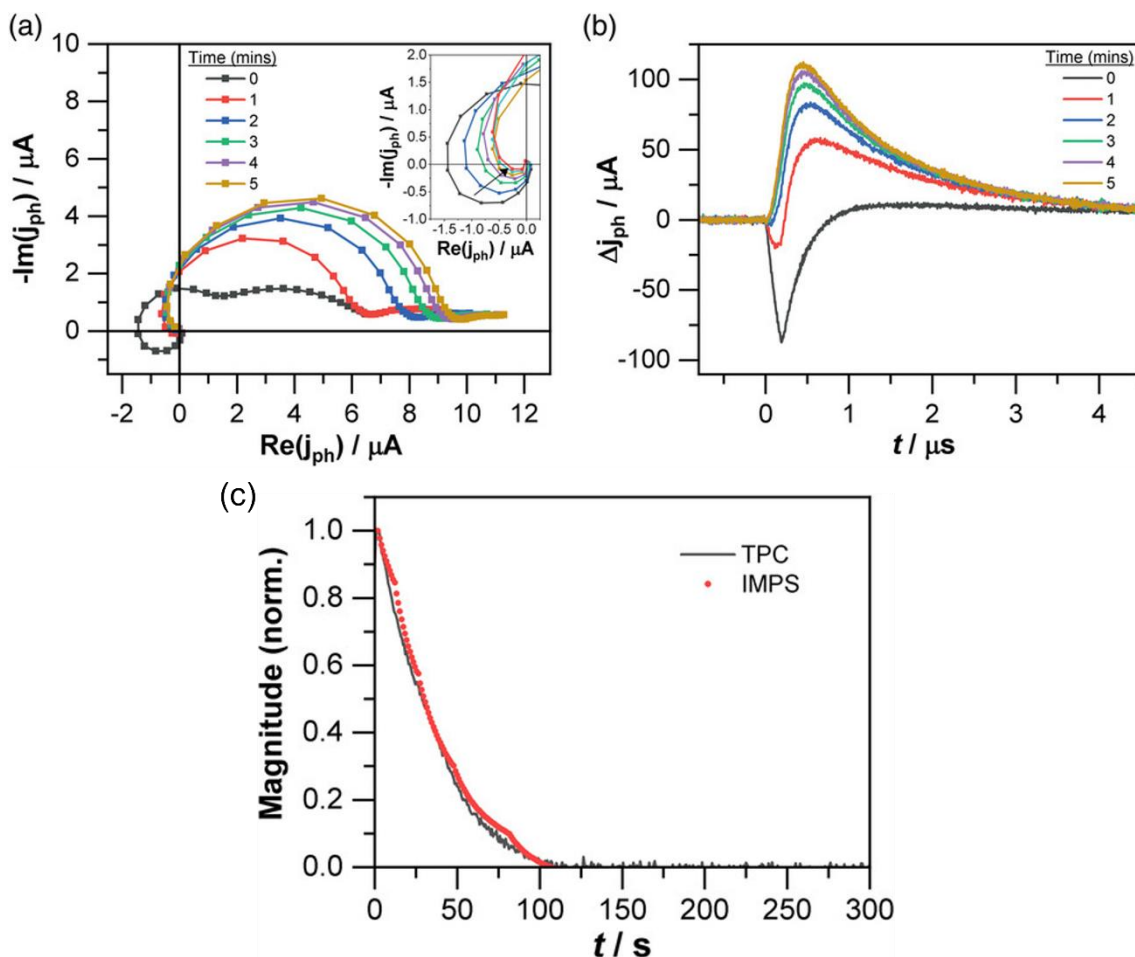 (a)
10
8
6
4
2
0
-Im(jph) / μA
Time (mins)
0
1
2
3
4
5
-2 0 2 4 6 8 10 12
Re(jph) / μA
2.0
1.5
1.0
0.5
0.0
-0.5
-1.0
-Im(jph) / μA
-1.5 -1.0 -0.5 0.0
Re(jph) / μA
(b)
100
50
0
-50
-100
Δjph / μA
Time (mins)
0
1
2
3
4
5
0 1 2 3 4
t / μs
(c)
1.0
0.8
0.6
0.4
0.2
0.0
Magnitude (norm.)
TPC
IMPS
0 50 100 150 200 250 300
t / s